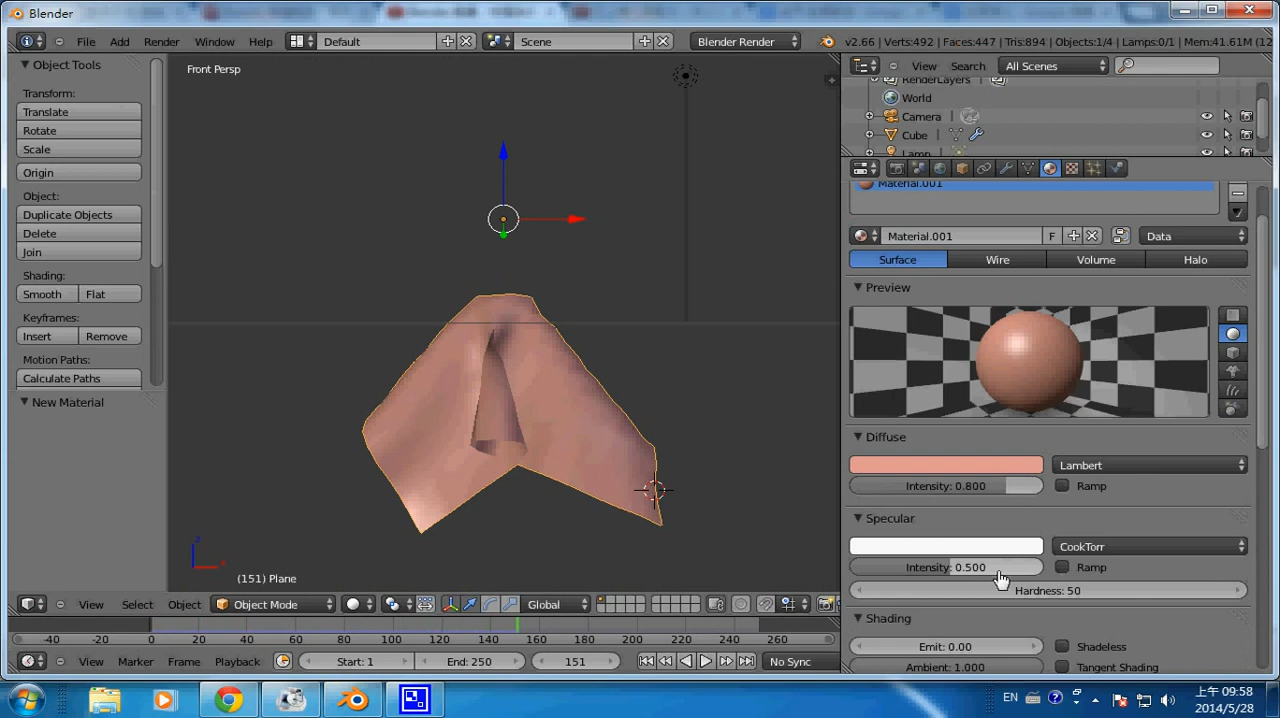 Blender
File Add Render Window Help Default Scene Blender Render v2.66 | Verts:492 | Faces:447 | Tris:894 | Objects:1/4 | Lamps:0/1 | Mem:41.61M (12
Object Tools
Transform:
Translate
Rotate
Scale
Origin
Object:
Duplicate Objects
Delete
Join
Shading:
Smooth Flat
Keyframes:
Insert Remove
Motion Paths:
Calculate Paths
New Material
Front Persp
z
x
(151) Plane
View Select Object Object Mode Global
View Search All Scenes
RenderLayers
World
Camera
Cube
Lamp
Material.001
Material.001 F Data
Surface Wire Volume Halo
Preview
Diffuse
Lambert
Intensity: 0.800 Ramp
Specular
CookTorr
Intensity: 0.500 Ramp
Hardness: 50
Shading
Emit: 0.00 Shadeless
Ambient: 1.000 Tangent Shading
-40 -20 0 20 40 60 80 100 120 140 160 180 200 220 240 260
View Marker Frame Playback Start: 1 End: 250 151 No Sync
EN
上午 09:58
2014/5/28